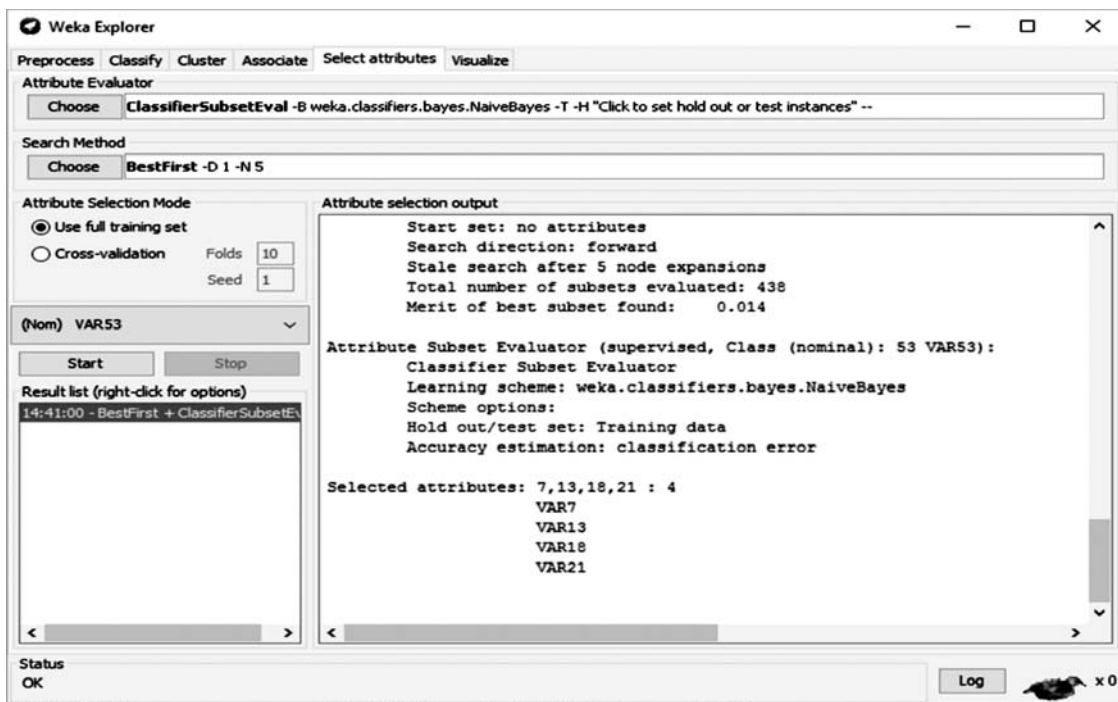 Weka Explorer
Preprocess Classify Cluster Associate Select attributes Visualize
Attribute Evaluator
Choose ClassifierSubsetEval -B weka.classifiers.bayes.NaiveBayes -T -H "Click to set hold out or test instances" --
Search Method
Choose BestFirst -D 1 -N 5
Attribute Selection Mode
Use full training set
Cross-validation Folds 10
Seed 1
(Nom) VAR53
Start Stop
Result list (right-click for options)
14:41:00 - BestFirst + ClassifierSubsetEv
Attribute selection output
Start set: no attributes
Search direction: forward
Stale search after 5 node expansions
Total number of subsets evaluated: 438
Merit of best subset found: 0.014
Attribute Subset Evaluator (supervised, Class (nominal): 53 VAR53):
Classifier Subset Evaluator
Learning scheme: weka.classifiers.bayes.NaiveBayes
Scheme options:
Hold out/test set: Training data
Accuracy estimation: classification error
Selected attributes: 7,13,18,21 : 4
VAR7
VAR13
VAR18
VAR21
Status
OK
Log x 0